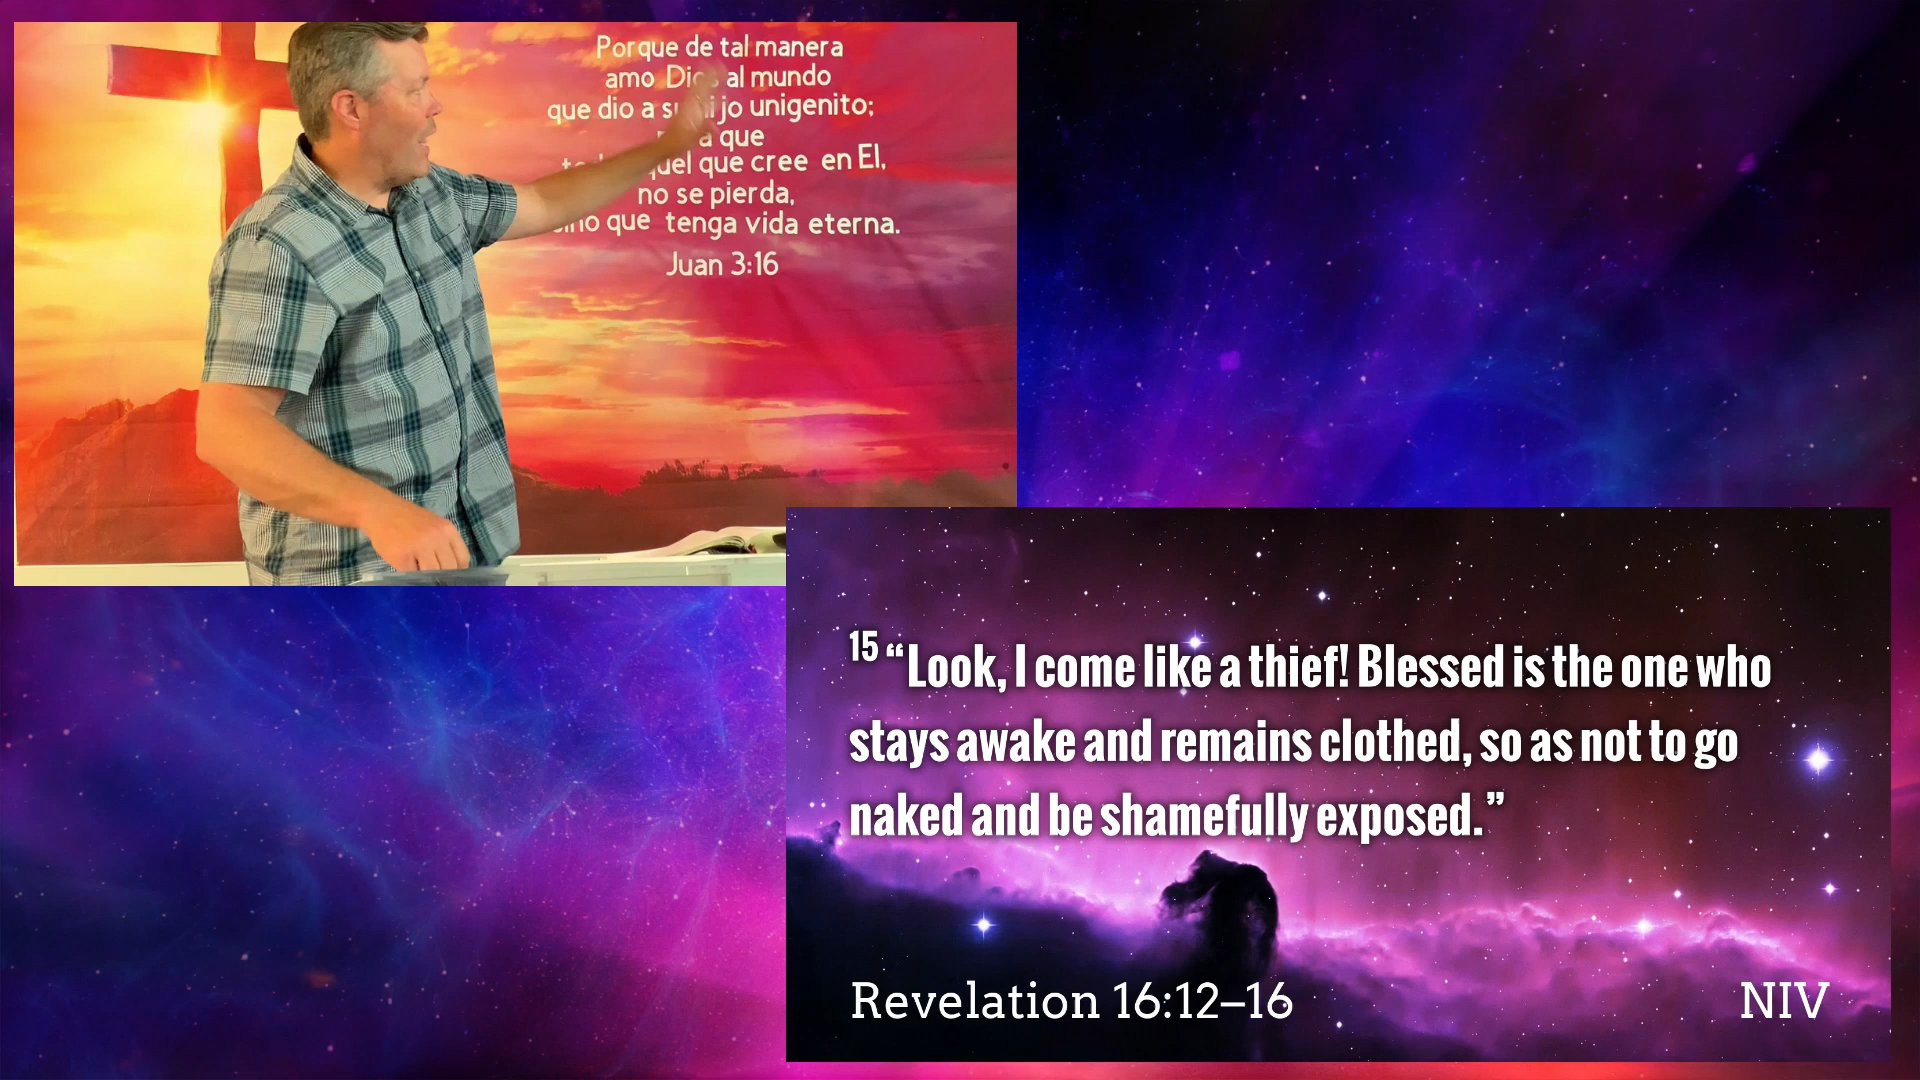 Porque de tal manera
amo al mundo
que dio a unigenito;
que
que cree en El,
no se pierda,
que tenga vida eterna.
Juan 3:16
15 “Look, I come like a thief! Blessed is the one who
stays awake and remains clothed, so as not to go
naked and be shamefully exposed.”
Revelation 16:12–16
NIV